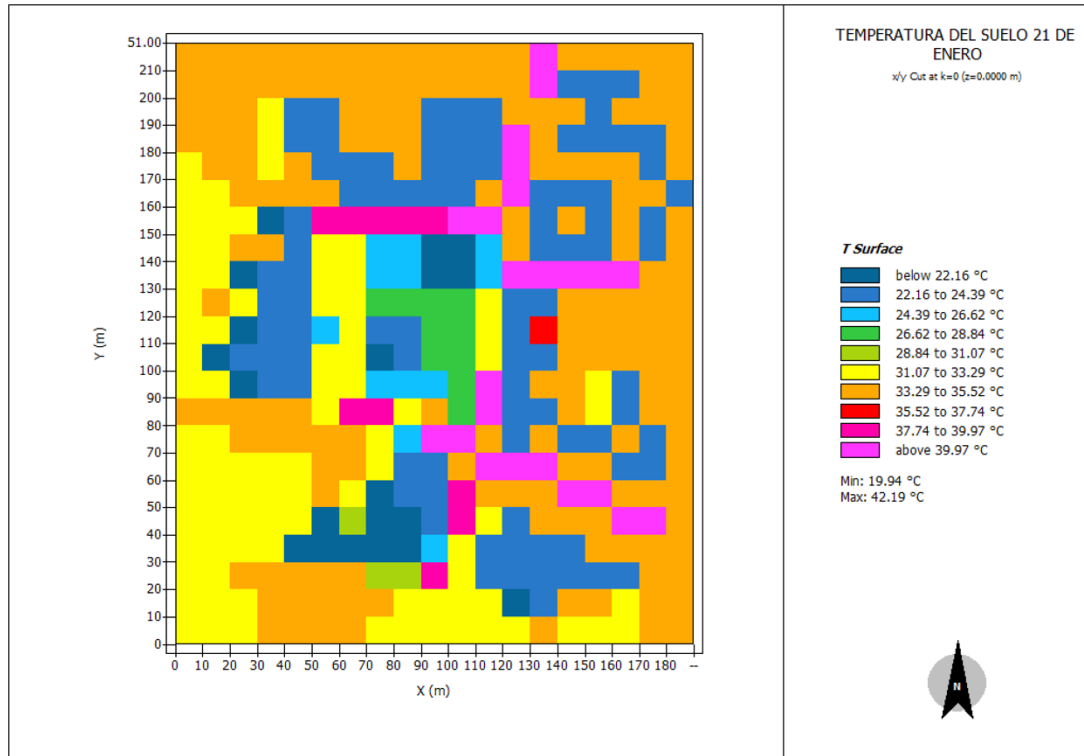 TEMPERATURA DEL SUELO 21 DE
ENERO
x/y Cut at k=0 (z=0.0000 m)
51.00
210
200
190
180
170
160
150
140
130
120
110
100
90
80
70
60
50
40
30
20
10
0
Y (m)
0 10 20 30 40 50 60 70 80 90 100 110 120 130 140 150 160 170 180 --
X (m)
T Surface
below 22.16 °C
22.16 to 24.39 °C
24.39 to 26.62 °C
26.62 to 28.84 °C
28.84 to 31.07 °C
31.07 to 33.29 °C
33.29 to 35.52 °C
35.52 to 37.74 °C
37.74 to 39.97 °C
above 39.97 °C
Min: 19.94 °C
Max: 42.19 °C
N